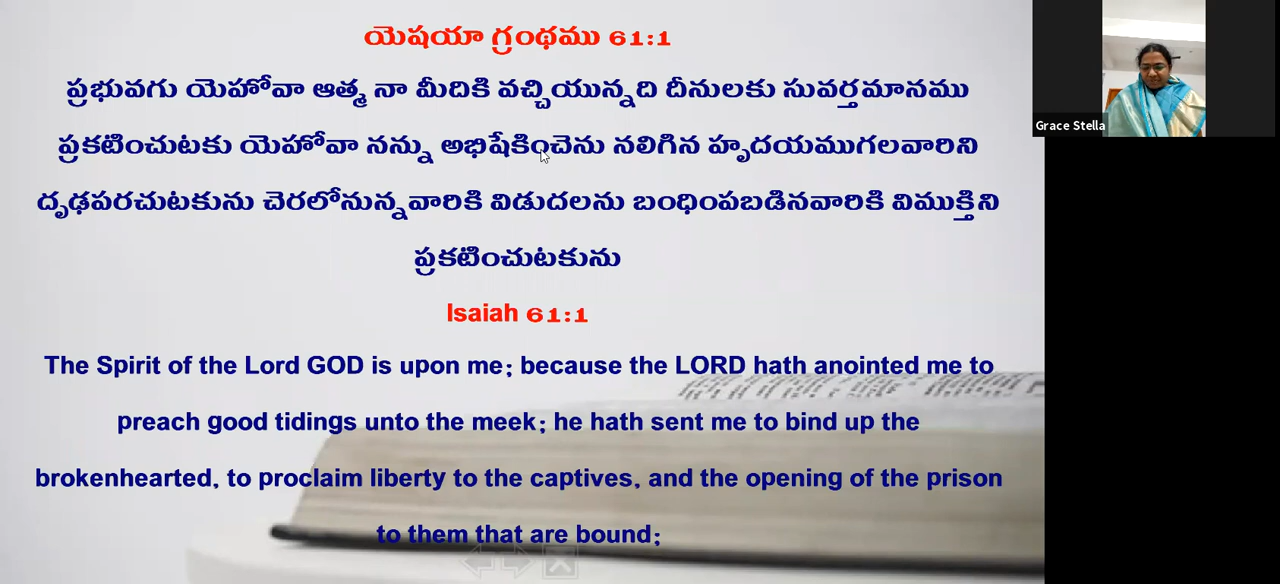 యెషయా గ్రంథము 61:1
ప్రభువగు యెహోవా ఆత్మ నా మీదికి వచ్చియున్నది దీనులకు సువర్తమానము
ప్రకటించుటకు యెహోవా నన్ను అభిషేకించెను నలిగిన హృదయముగలవారిని
దృఢపరచుటకును చెరలోనున్నవారికి విడుదలను బంధింపబడినవారికి విముక్తిని
ప్రకటించుటకును
Isaiah 61:1
The Spirit of the Lord GOD is upon me; because the LORD hath anointed me to
preach good tidings unto the meek; he hath sent me to bind up the
brokenhearted, to proclaim liberty to the captives, and the opening of the prison
to them that are bound;
Grace Stella